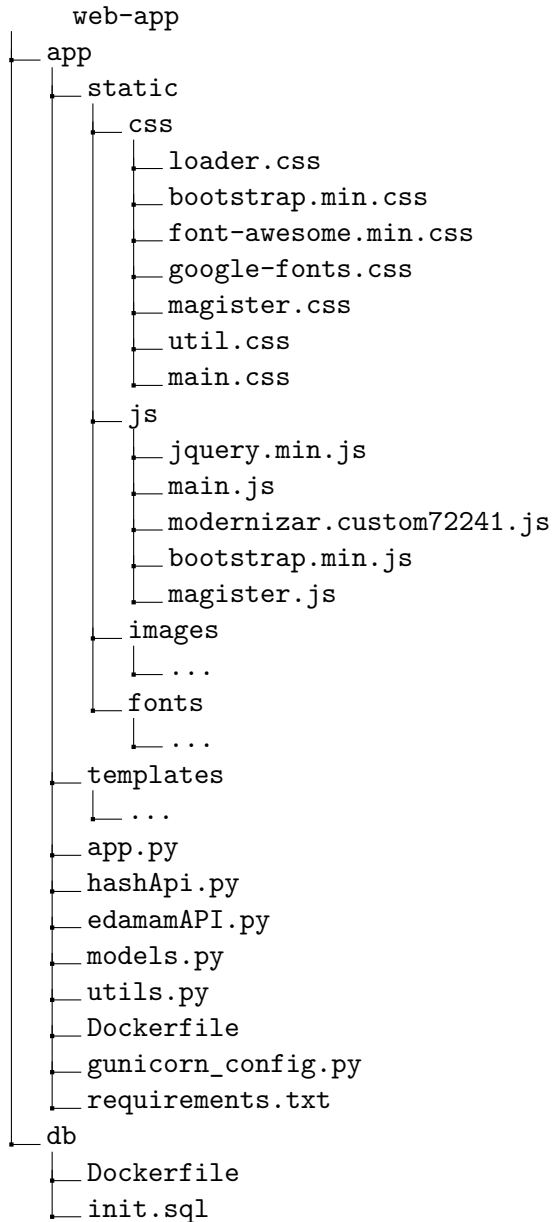 web-app
app
static
css
loader.css
bootstrap.min.css
font-awesome.min.css
google-fonts.css
magister.css
util.css
main.css
js
jquery.min.js
main.js
modernizar.custom72241.js
bootstrap.min.js
magister.js
images
...
fonts
...
templates
...
app.py
hashApi.py
edamamAPI.py
models.py
utils.py
Dockerfile
gunicorn_config.py
requirements.txt
db
Dockerfile
init.sql